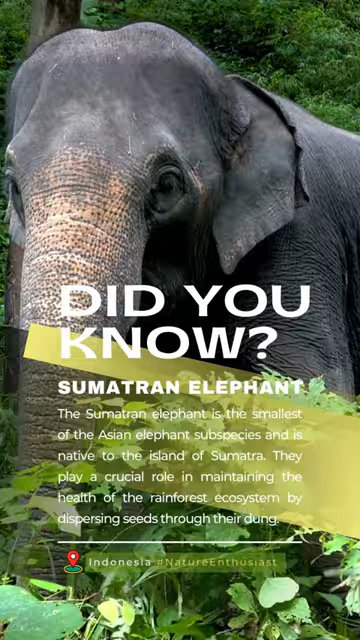 DID YOU
KNOW?
SUMATRAN ELEPHANT
The Sumatran elephant is the smallest
of the Asian elephant subspecies and is
native to the island of Sumatra. They
play a crucial role in maintaining the
health of the rainforest ecosystem by
dispersing seeds through their dung.
Indonesia #NatureEnthusiast